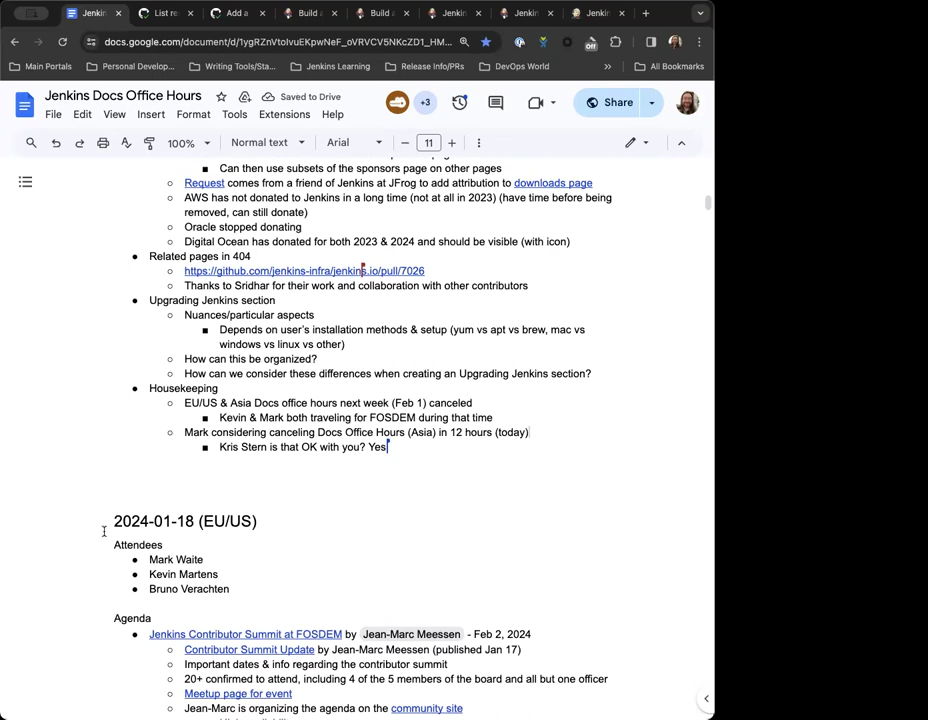 Jenkin
List re
Add a
Build a
Build a
Jenkin
Jenkin
Jenkin
docs.google.com/document/d/1ygRZnVtoIvuEKpwNeF_oVRVCV5NKcZD1_HM...
Off
Main Portals
Personal Develop...
Writing Tools/Sta...
Jenkins Learning
Release Info/PRs
DevOps World
All Bookmarks
Jenkins Docs Office Hours
Saved to Drive
+3
Share
File Edit View Insert Format Tools Extensions Help
100% Normal text Arial 11
■ Can then use subsets of the sponsors page on other pages
○ Request comes from a friend of Jenkins at JFrog to add attribution to downloads page
○ AWS has not donated to Jenkins in a long time (not at all in 2023) (have time before being
removed, can still donate)
○ Oracle stopped donating
○ Digital Ocean has donated for both 2023 & 2024 and should be visible (with icon)
● Related pages in 404
○ https://github.com/jenkins-infra/jenkins.io/pull/7026
○ Thanks to Sridhar for their work and collaboration with other contributors
● Upgrading Jenkins section
○ Nuances/particular aspects
■ Depends on user's installation methods & setup (yum vs apt vs brew, mac vs
windows vs linux vs other)
○ How can this be organized?
○ How can we consider these differences when creating an Upgrading Jenkins section?
● Housekeeping
○ EU/US & Asia Docs office hours next week (Feb 1) canceled
■ Kevin & Mark both traveling for FOSDEM during that time
○ Mark considering canceling Docs Office Hours (Asia) in 12 hours (today)
■ Kris Stern is that OK with you? Yes
2024-01-18 (EU/US)
Attendees
● Mark Waite
● Kevin Martens
● Bruno Verachten
Agenda
● Jenkins Contributor Summit at FOSDEM by Jean-Marc Meessen - Feb 2, 2024
○ Contributor Summit Update by Jean-Marc Meessen (published Jan 17)
○ Important dates & info regarding the contributor summit
○ 20+ confirmed to attend, including 4 of the 5 members of the board and all but one officer
○ Meetup page for event
○ Jean-Marc is organizing the agenda on the community site